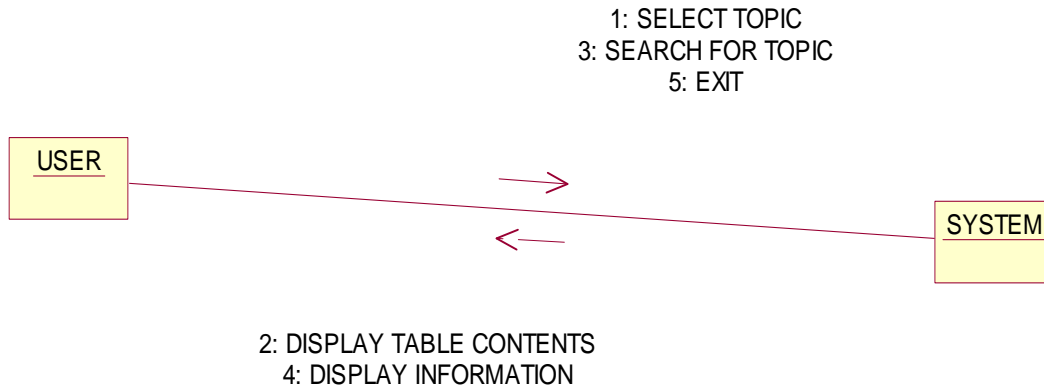 1: SELECT TOPIC
3: SEARCH FOR TOPIC
5: EXIT
USER
SYSTEM
2: DISPLAY TABLE CONTENTS
4: DISPLAY INFORMATION